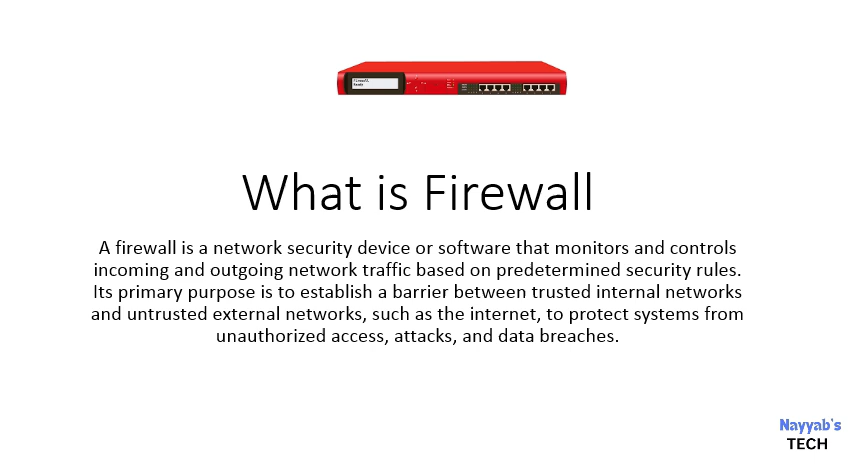 Firewall
Ready
What is Firewall
A firewall is a network security device or software that monitors and controls
incoming and outgoing network traffic based on predetermined security rules.
Its primary purpose is to establish a barrier between trusted internal networks
and untrusted external networks, such as the internet, to protect systems from
unauthorized access, attacks, and data breaches.
Nayyab's
TECH